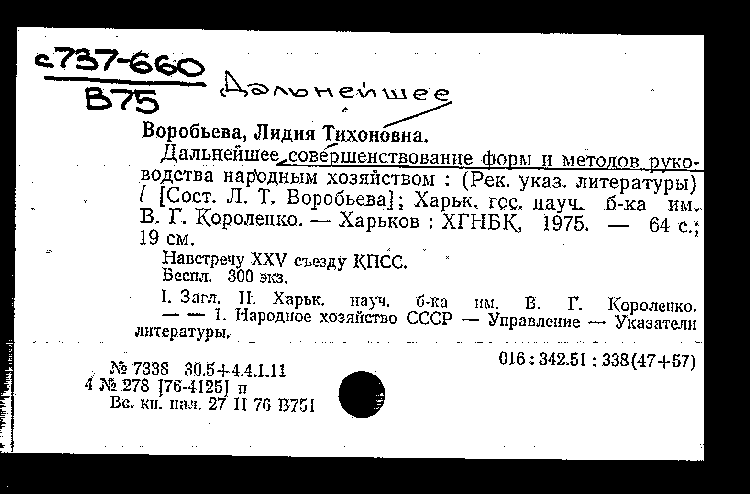 с737-660
В75
Дальнейшее
Воробьева, Лидия Тихоновна.
Дальнейшее совершенствование форм и методов руко-
водства народным хозяйством : (Рек. указ. литературы)
/ [Сост. Л. Т. Воробьева]; Харьк. гос. науч. б-ка им.
В. Г. Короленко. — Харьков : ХГНБК, 1975. — 64 с.;
19 см.
Навстречу XXV съезду КПСС.
Беспл. 300 экз.
I. Загл. II. Харьк. науч. б-ка им. В. Г. Короленко.
— — 1. Народное хозяйство СССР — Управление — Указатели
литературы.
016 : 342.51 : 338(47+57)
№ 7338 30.5+4.4.1.11
4 № 278 [76-4125] п
Вс. кн. пал. 27 II 76 В751